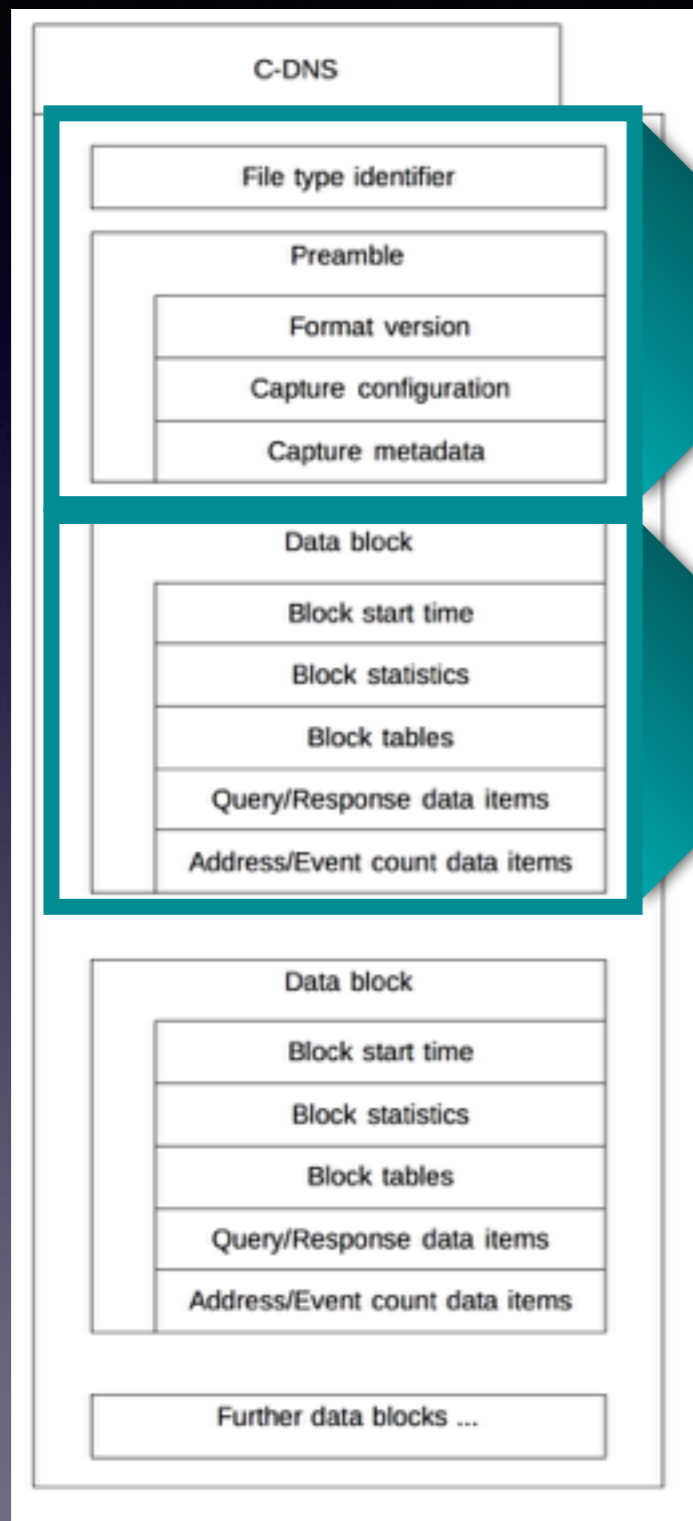 C-DNS
File type identifier
Preamble
Format version
Capture configuration
Capture metadata
Data block
Block start time
Block statistics
Block tables
Query/Response data items
Address/Event count data items
Data block
Block start time
Block statistics
Block tables
Query/Response data items
Address/Event count data items
Further data blocks ...